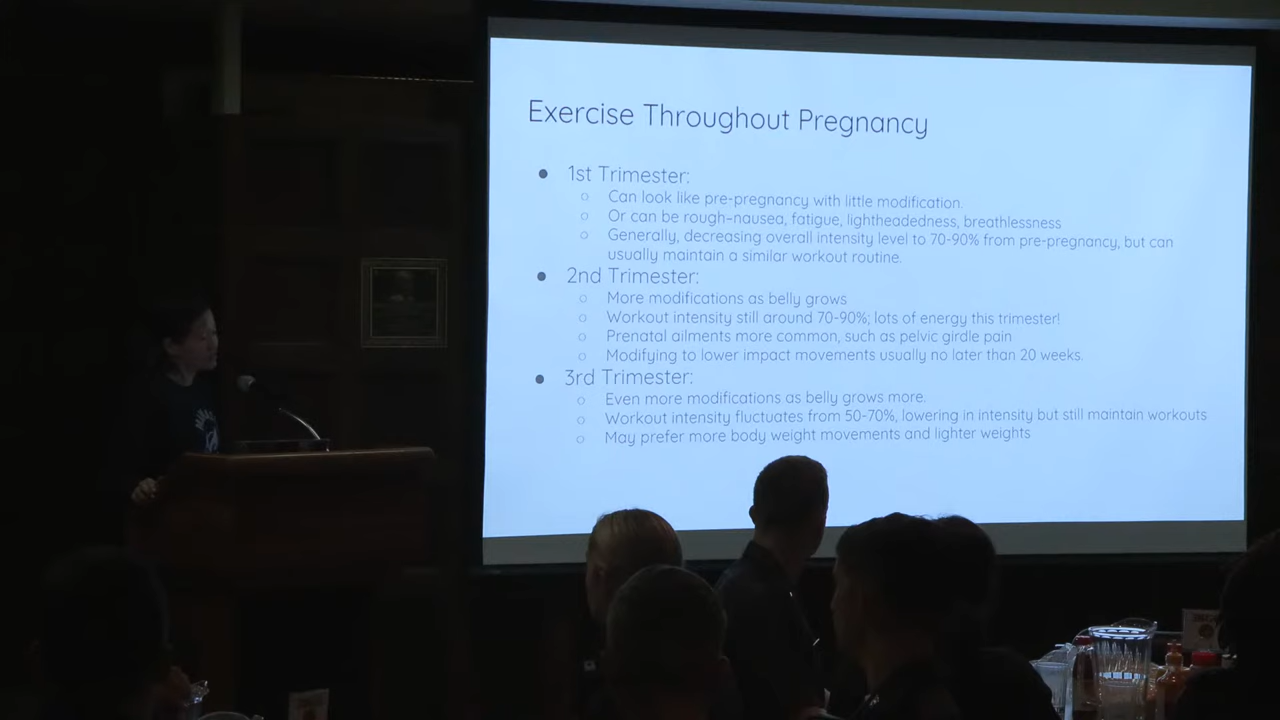 Exercise Throughout Pregnancy
● 1st Trimester:
○ Can look like pre-pregnancy with little modification.
○ Or can be rough–nausea, fatigue, lightheadedness, breathlessness
○ Generally, decreasing overall intensity level to 70-90% from pre-pregnancy, but can
usually maintain a similar workout routine.
● 2nd Trimester:
○ More modifications as belly grows
○ Workout intensity still around 70-90%; lots of energy this trimester!
○ Prenatal ailments more common, such as pelvic girdle pain
○ Modifying to lower impact movements usually no later than 20 weeks.
● 3rd Trimester:
○ Even more modifications as belly grows more.
○ Workout intensity fluctuates from 50-70%, lowering in intensity but still maintain workouts
○ May prefer more body weight movements and lighter weights